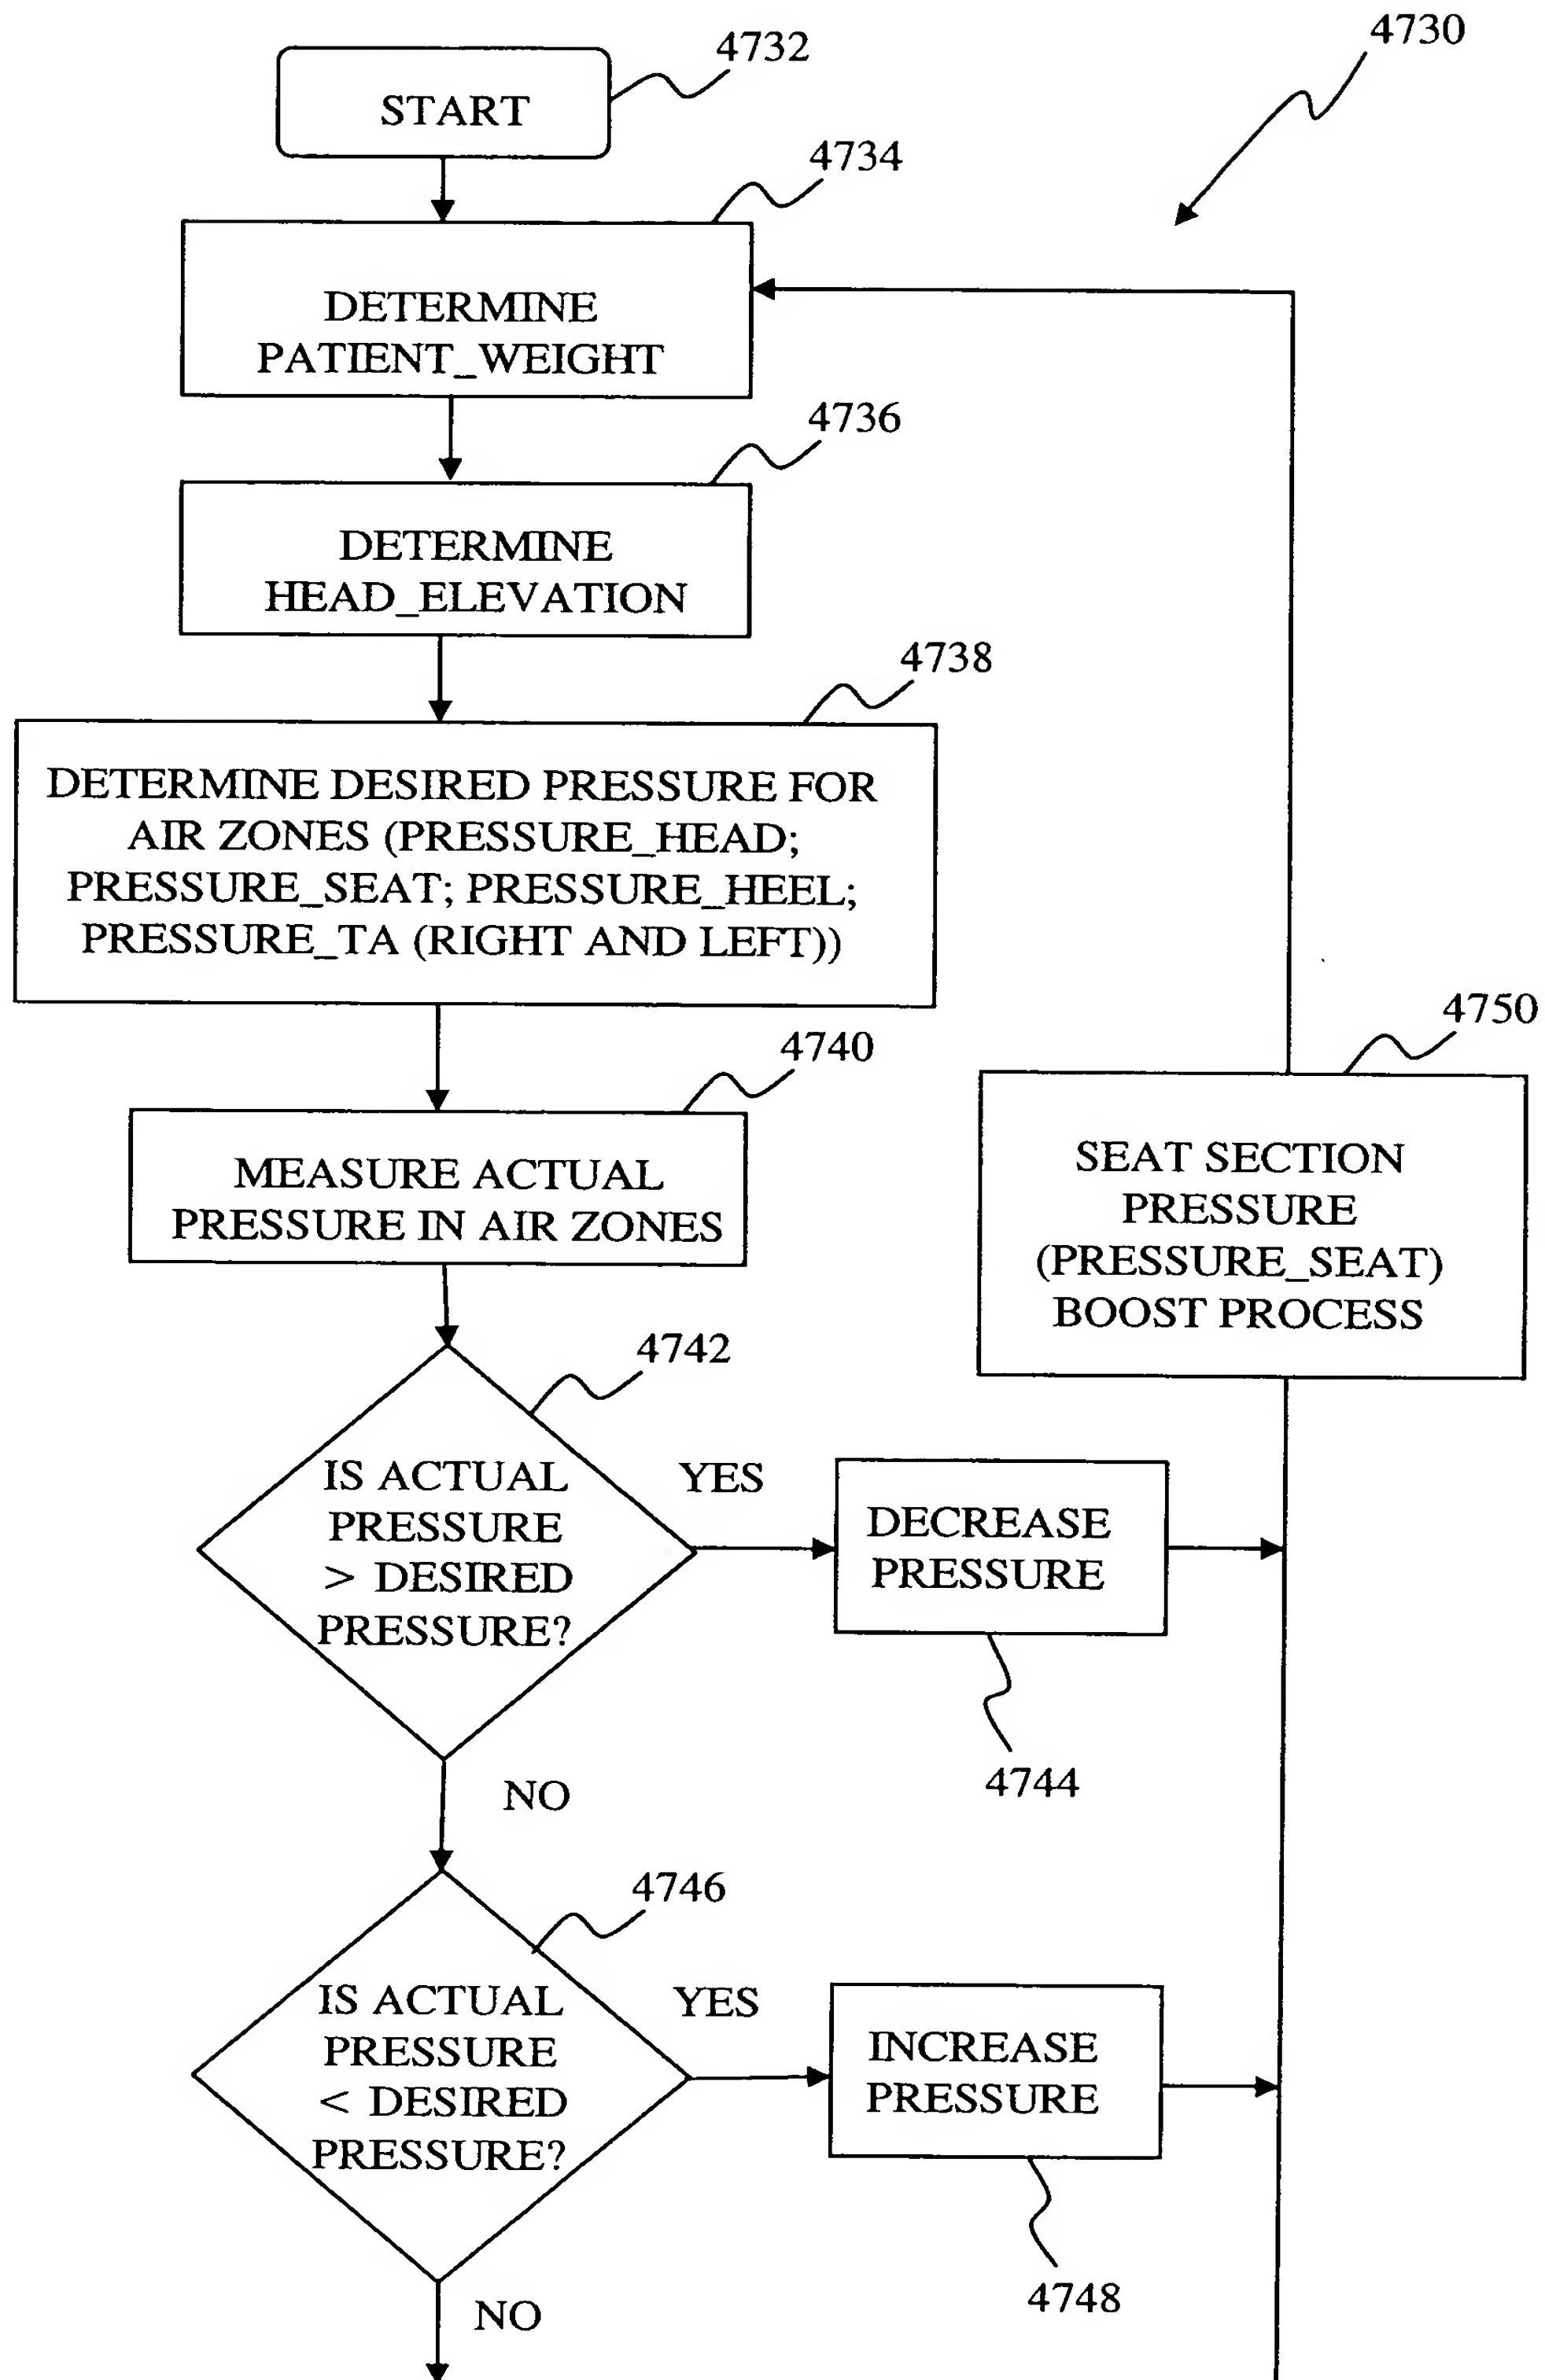 4730
4732
START
4734
DETERMINE
PATIENT_WEIGHT
4736
DETERMINE
HEAD_ELEVATION
4738
DETERMINE DESIRED PRESSURE FOR
AIR ZONES (PRESSURE_HEAD;
PRESSURE_SEAT; PRESSURE_HEEL;
PRESSURE_TA (RIGHT AND LEFT))
4740
MEASURE ACTUAL
PRESSURE IN AIR ZONES
4750
SEAT SECTION
PRESSURE
(PRESSURE_SEAT)
BOOST PROCESS
4742
IS ACTUAL
PRESSURE
> DESIRED
PRESSURE?
YES
DECREASE
PRESSURE
4744
NO
4746
IS ACTUAL
PRESSURE
< DESIRED
PRESSURE?
YES
INCREASE
PRESSURE
4748
NO